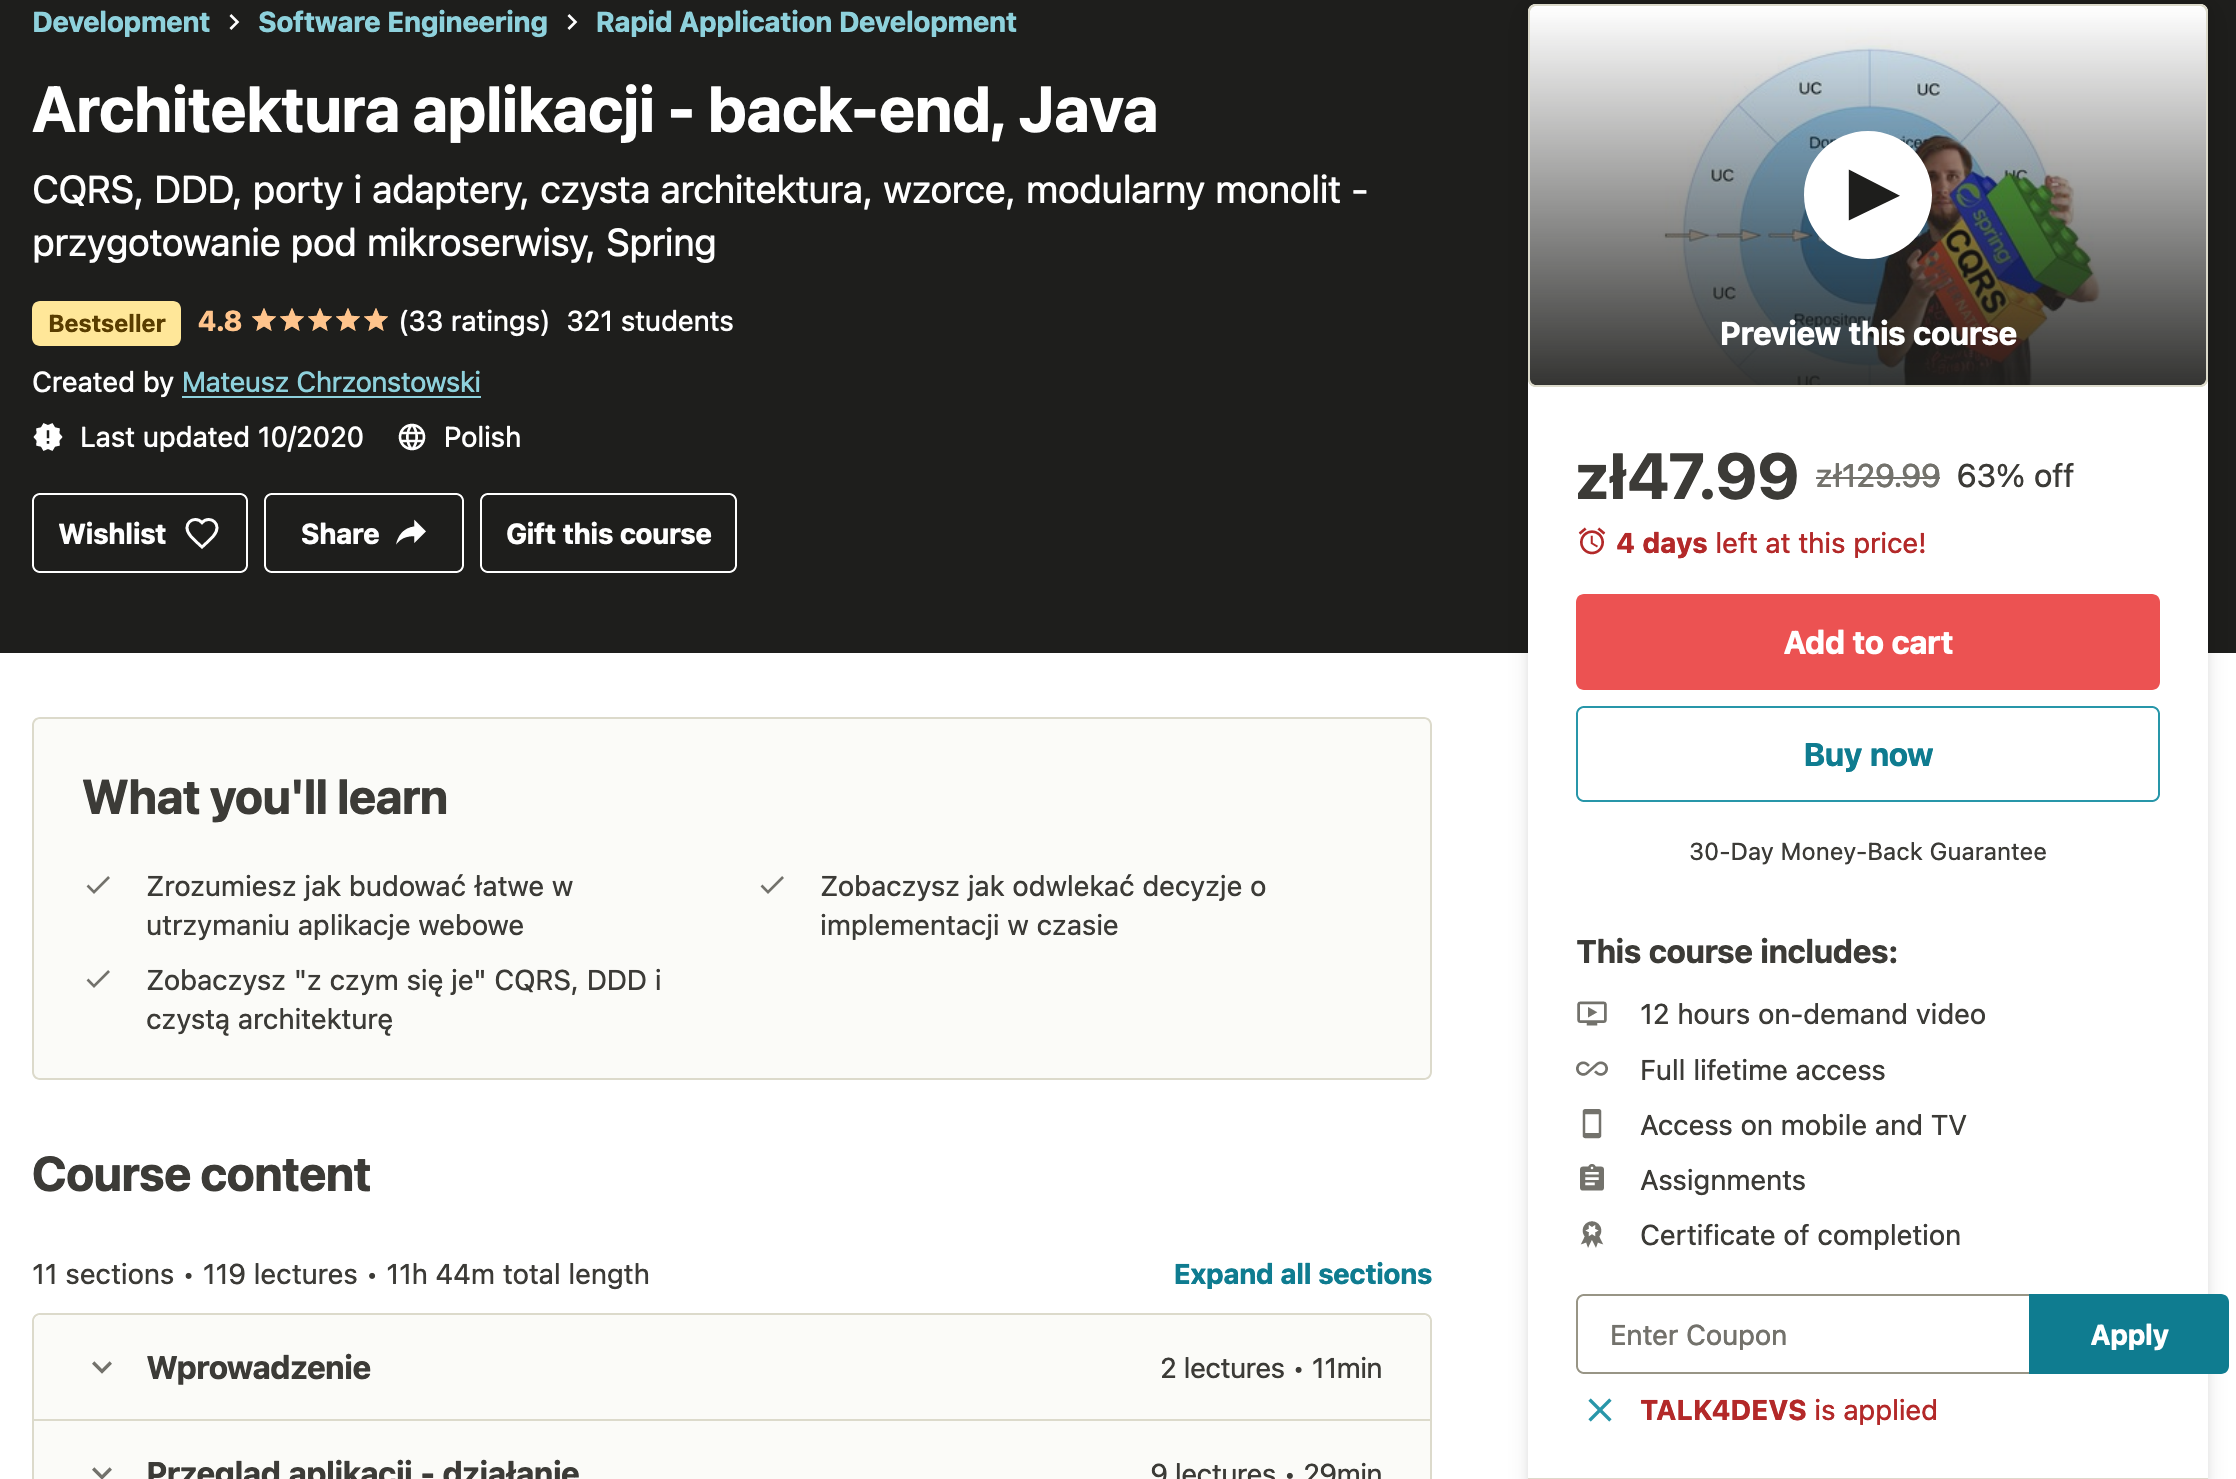 Development > Software Engineering > Rapid Application Development
Architektura aplikacji - back-end, Java
CQRS, DDD, porty i adaptery, czysta architektura, wzorce, modularny monolit -
przygotowanie pod mikroserwisy, Spring
Bestseller 4.8 (33 ratings) 321 students
Created by Mateusz Chrzonstowski
Last updated 10/2020 Polish
Wishlist Share Gift this course
What you'll learn
Zrozumiesz jak budować łatwe w
utrzymaniu aplikacje webowe
Zobaczysz "z czym się je" CQRS, DDD i
czystą architekturę
Zobaczysz jak odwlekać decyzje o
implementacji w czasie
Course content
11 sections • 119 lectures • 11h 44m total length
Expand all sections
Wprowadzenie 2 lectures • 11min
Przegląd aplikacji - działanie 9 lectures • 29min
UC UC
UC UC
spring
CQRS
UC
Repository
Preview this course
UC
zł47.99 zł129.99 63% off
4 days left at this price!
Add to cart
Buy now
30-Day Money-Back Guarantee
This course includes:
12 hours on-demand video
Full lifetime access
Access on mobile and TV
Assignments
Certificate of completion
Enter Coupon Apply
TALK4DEVS is applied